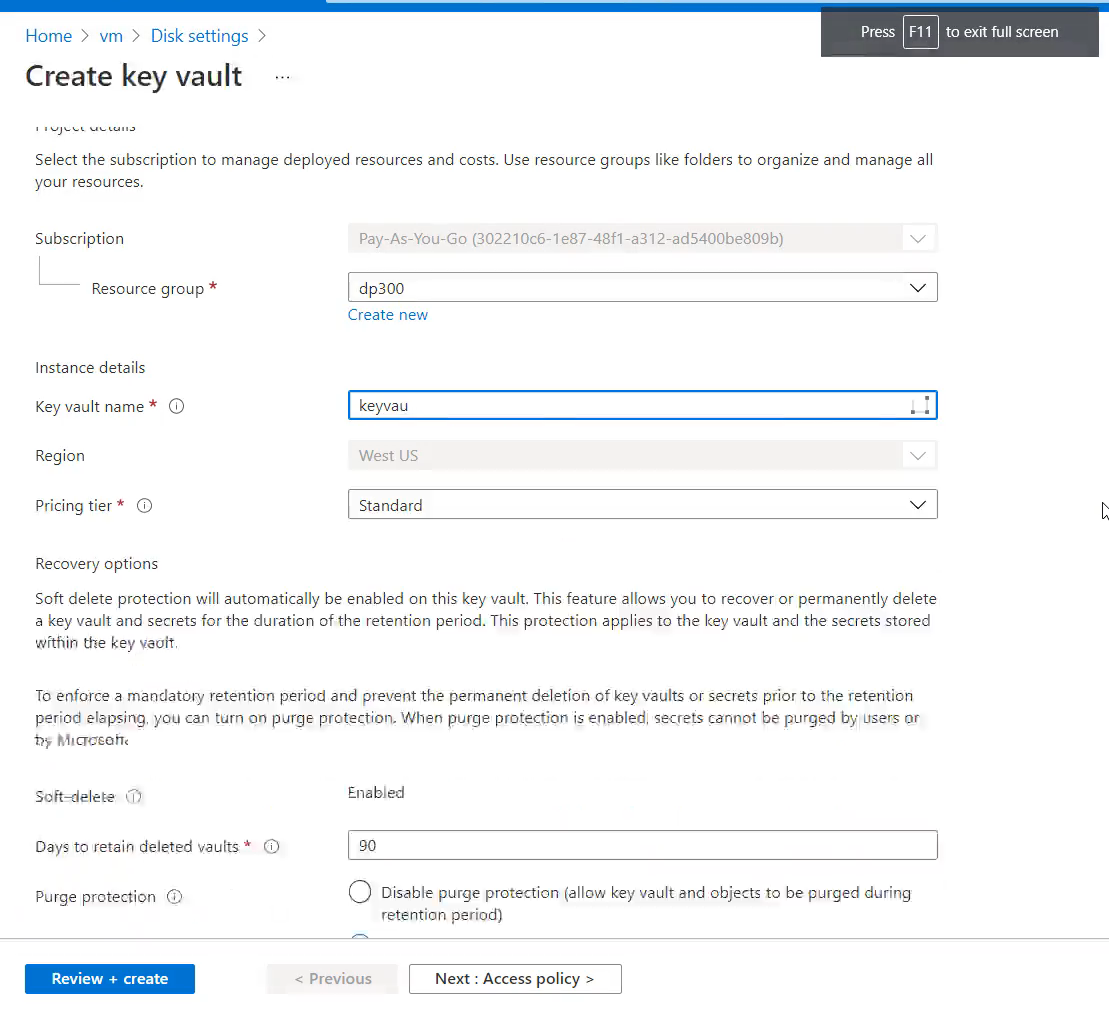 Home > vm > Disk settings >
Press F11 to exit full screen
Create key vault ...
Project details
Select the subscription to manage deployed resources and costs. Use resource groups like folders to organize and manage all
your resources.
Subscription
Pay-As-You-Go (302210c6-1e87-48f1-a312-ad5400be809b)
Resource group *
dp300
Create new
Instance details
Key vault name *
keyvau
Region
West US
Pricing tier *
Standard
Recovery options
Soft delete protection will automatically be enabled on this key vault. This feature allows you to recover or permanently delete
a key vault and secrets for the duration of the retention period. This protection applies to the key vault and the secrets stored
within the key vault.
To enforce a mandatory retention period and prevent the permanent deletion of key vaults or secrets prior to the retention
period elapsing, you can turn on purge protection. When purge protection is enabled, secrets cannot be purged by users or
by Microsoft.
Soft-delete
Enabled
Days to retain deleted vaults *
90
Purge protection
Disable purge protection (allow key vault and objects to be purged during
retention period)
Review + create
< Previous
Next : Access policy >